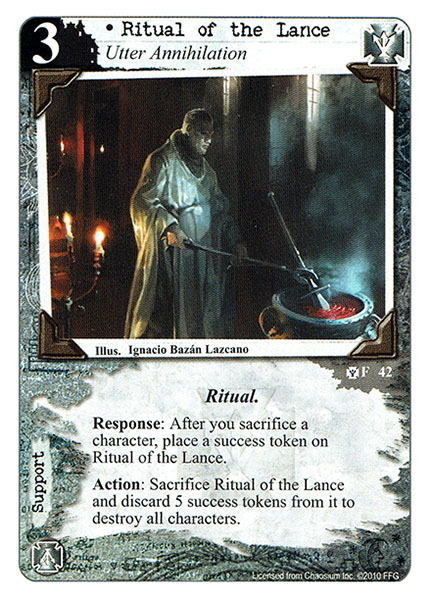 3
• Ritual of the Lance
Utter Annihilation
Illus. Ignacio Bazán Lazcano
F 42
Ritual.
Response: After you sacrifice a
character, place a success token on
Ritual of the Lance.
Action: Sacrifice Ritual of the Lance
and discard 5 success tokens from it to
destroy all characters.
Support
Licensed from Chaosium Inc. ©2010 FFG